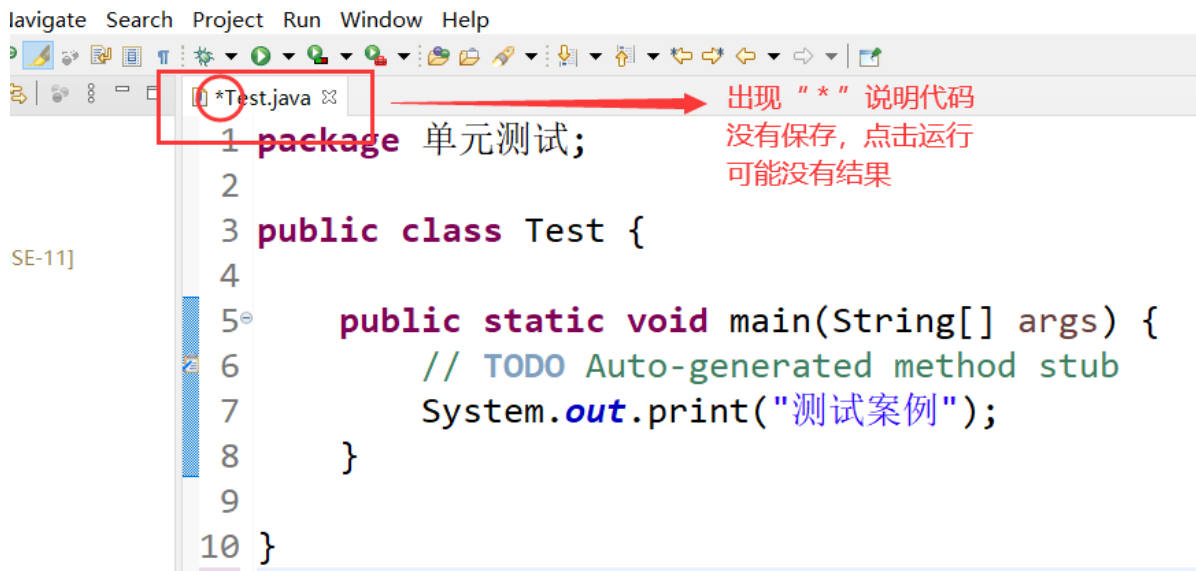 Navigate Search Project Run Window Help
*Test.java
出现 “ * ” 说明代码
没有保存，点击运行
可能没有结果
1 package 单元测试;
2
3 public class Test {
4
SE-11]
5 public static void main(String[] args) {
6 // TODO Auto-generated method stub
7 System.out.print("测试案例");
8 }
9
10 }